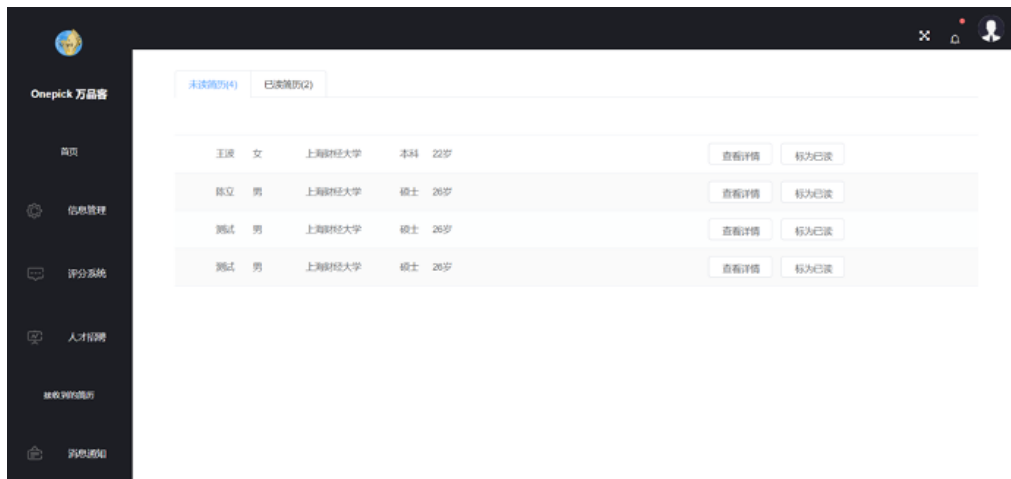 Onepick 万品客
首页
信息管理
评分系统
人才招聘
接收到的简历
消息通知
未读简历(4) 已读简历(2)
王波 女 上海财经大学 本科 22岁 查看详情 标为已读
陈立 男 上海财经大学 硕士 26岁 查看详情 标为已读
测试 男 上海财经大学 硕士 26岁 查看详情 标为已读
测试 男 上海财经大学 硕士 26岁 查看详情 标为已读